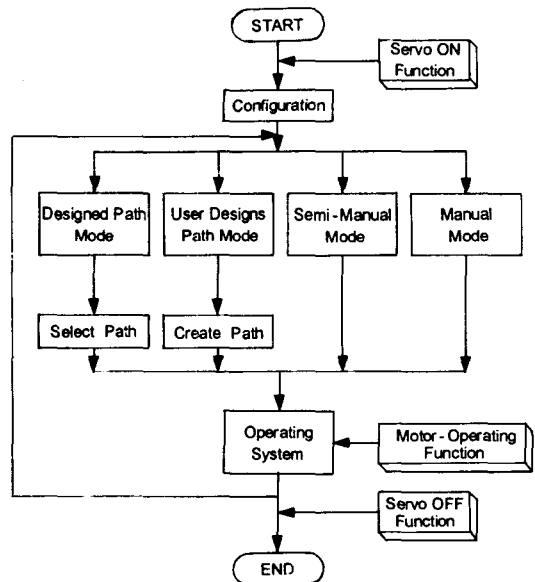 START
Servo ON
Function
Configuration
Designed Path
Mode
User Designs
Path Mode
Semi-Manual
Mode
Manual
Mode
Select Path
Create Path
Operating
System
Motor-Operating
Function
Servo OFF
Function
END